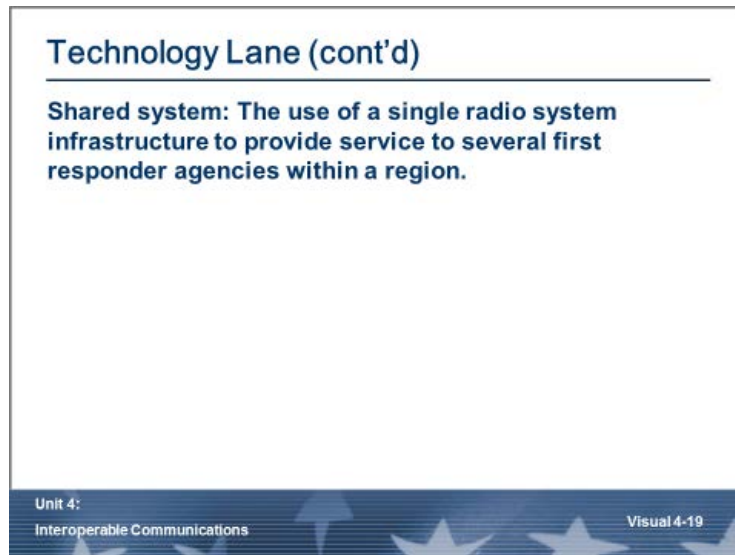 Technology Lane (cont’d)
Shared system: The use of a single radio system
infrastructure to provide service to several first
responder agencies within a region.
Unit 4:
Interoperable Communications
Visual 4-19